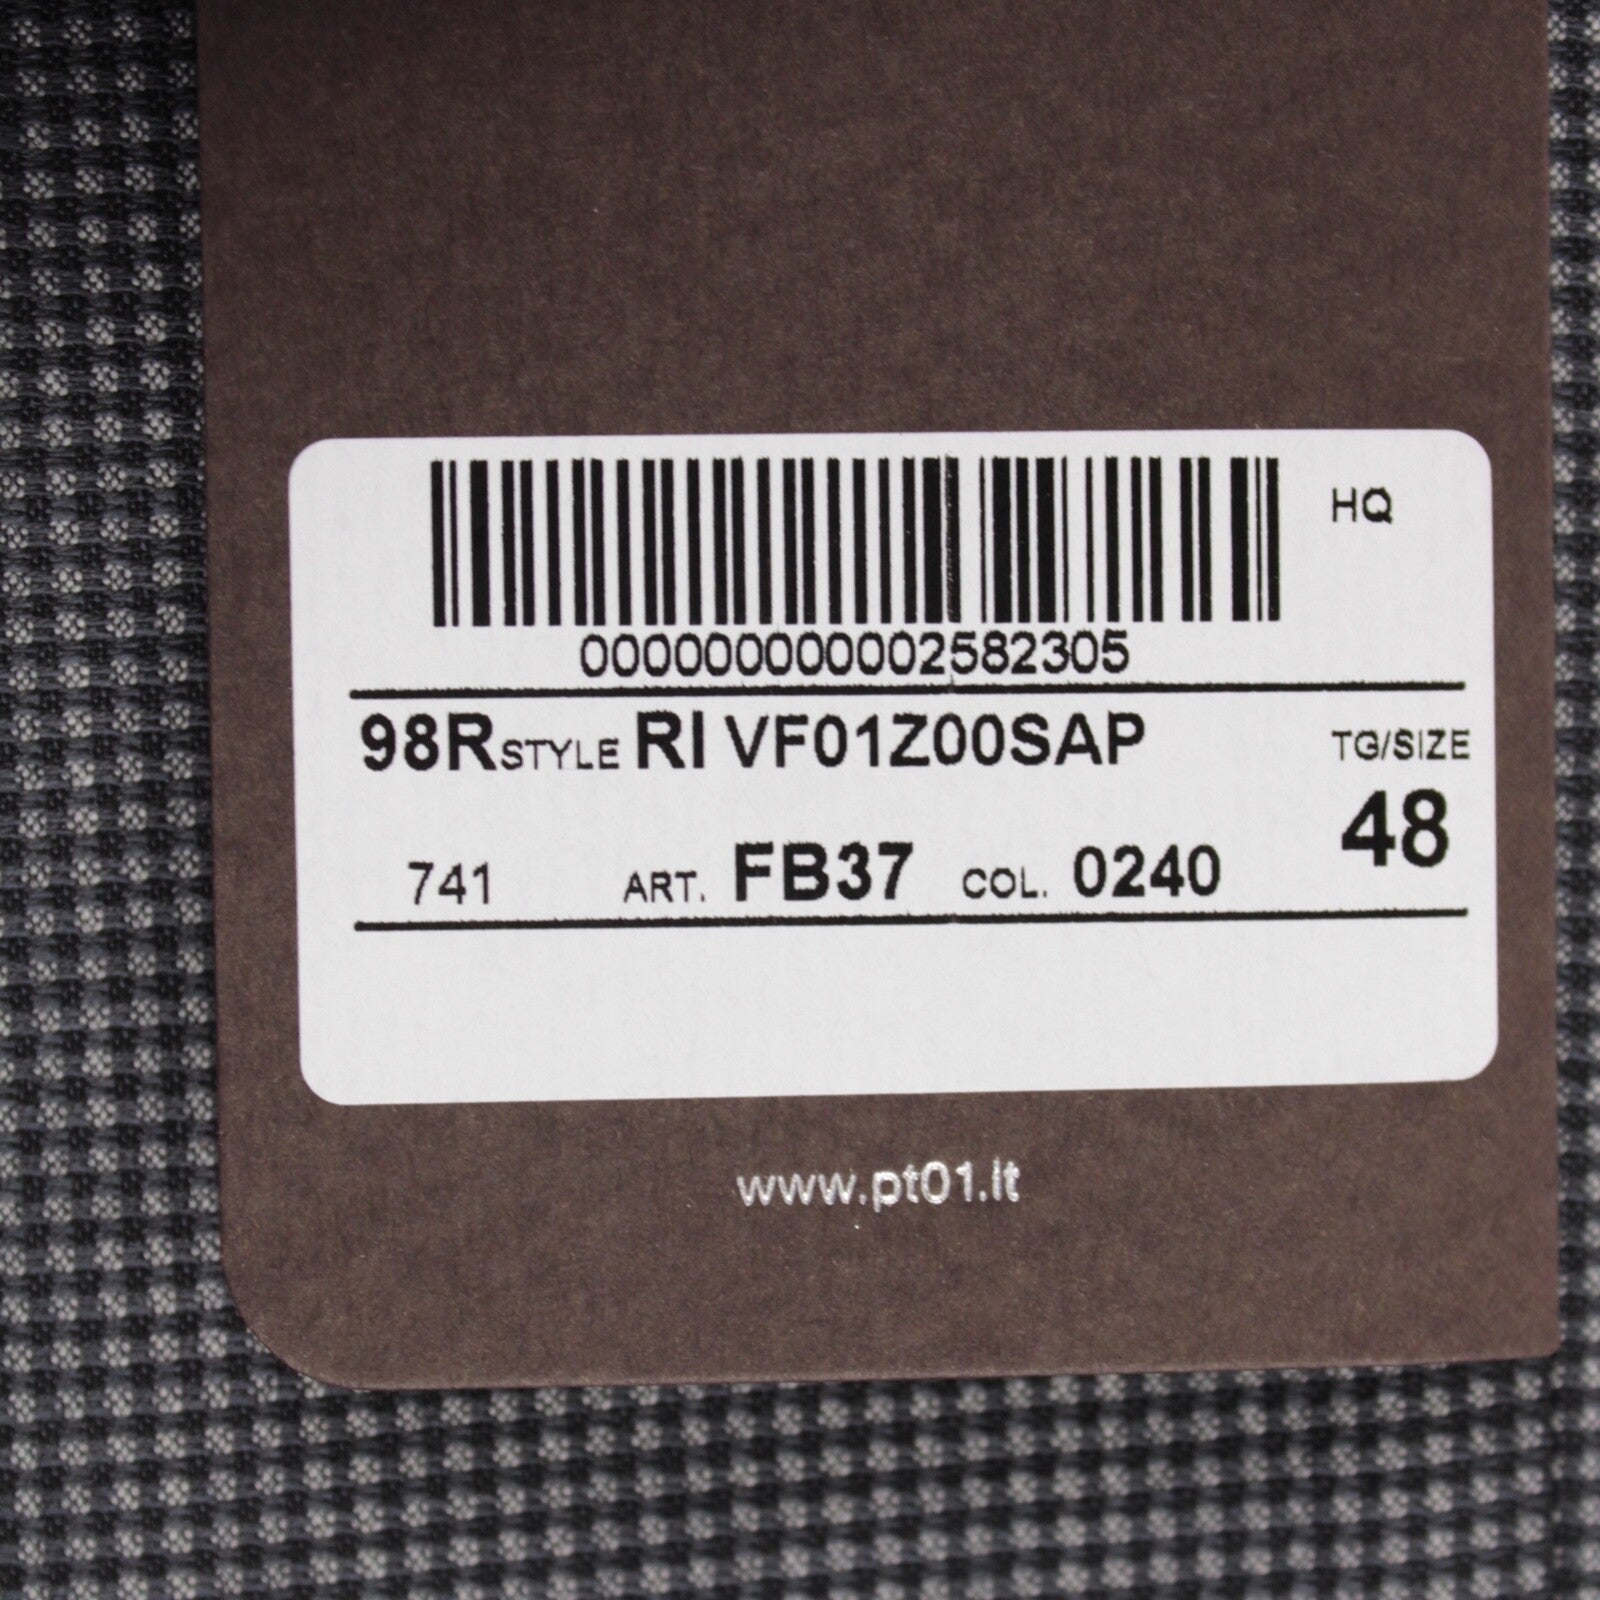 HQ
0000000000002582305
98R STYLE RI VF01Z00SAP
TG/SIZE
48
741 ART. FB37 COL. 0240
www.pt01.it